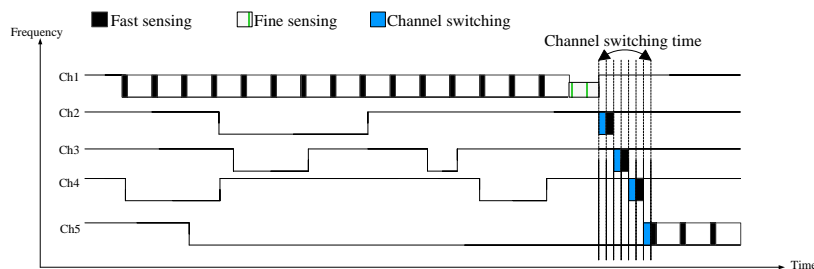 Fast sensing
Fine sensing
Channel switching
Frequency
Channel switching time
Ch1
Ch2
Ch3
Ch4
Ch5
Time